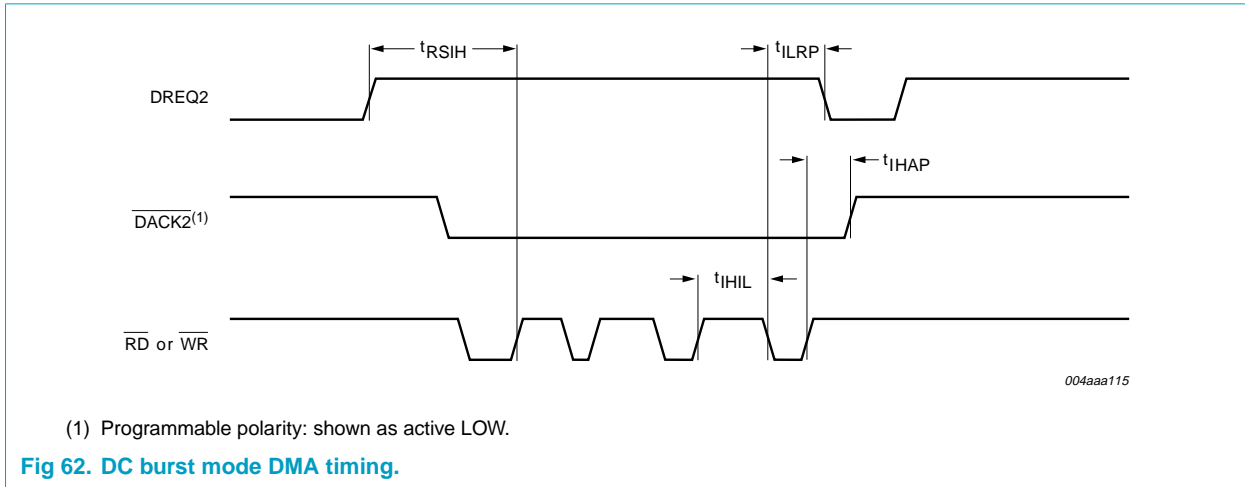 tRSIH
tILRP
DREQ2
tIHAP
DACK2(1)
tIHIL
RD or WR
004aaa115
(1) Programmable polarity: shown as active LOW.
Fig 62. DC burst mode DMA timing.